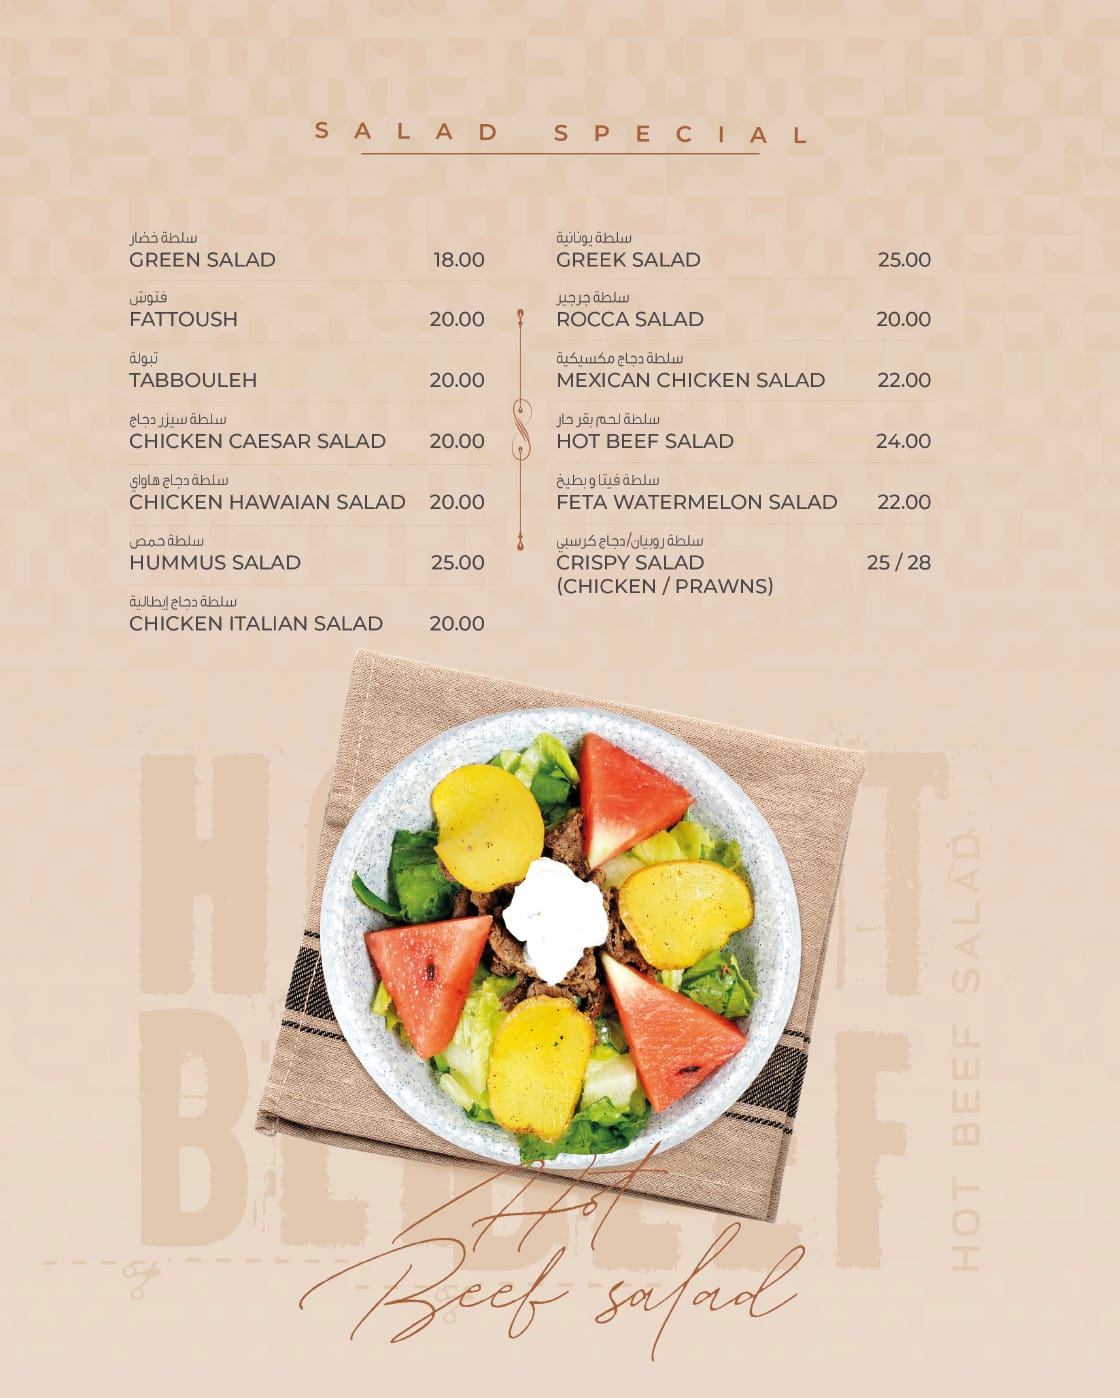 SALAD SPECIAL
سلطة خضار
GREEN SALAD 18.00
فتوش
FATTOUSH 20.00
تبولة
TABBOULEH 20.00
سلطة سيزر دجاج
CHICKEN CAESAR SALAD 20.00
سلطة دجاج هاواي
CHICKEN HAWAIAN SALAD 20.00
سلطة حمص
HUMMUS SALAD 25.00
سلطة دجاج إيطالية
CHICKEN ITALIAN SALAD 20.00
سلطة يونانية
GREEK SALAD 25.00
سلطة جرجير
ROCCA SALAD 20.00
سلطة دجاج مكسيكية
MEXICAN CHICKEN SALAD 22.00
سلطة لحم بقر حار
HOT BEEF SALAD 24.00
سلطة فيتا و بطيخ
FETA WATERMELON SALAD 22.00
سلطة روبيان/دجاج كرسبي
CRISPY SALAD 25 / 28
(CHICKEN / PRAWNS)
HOT BEEF SALAD
Hot
Beef salad